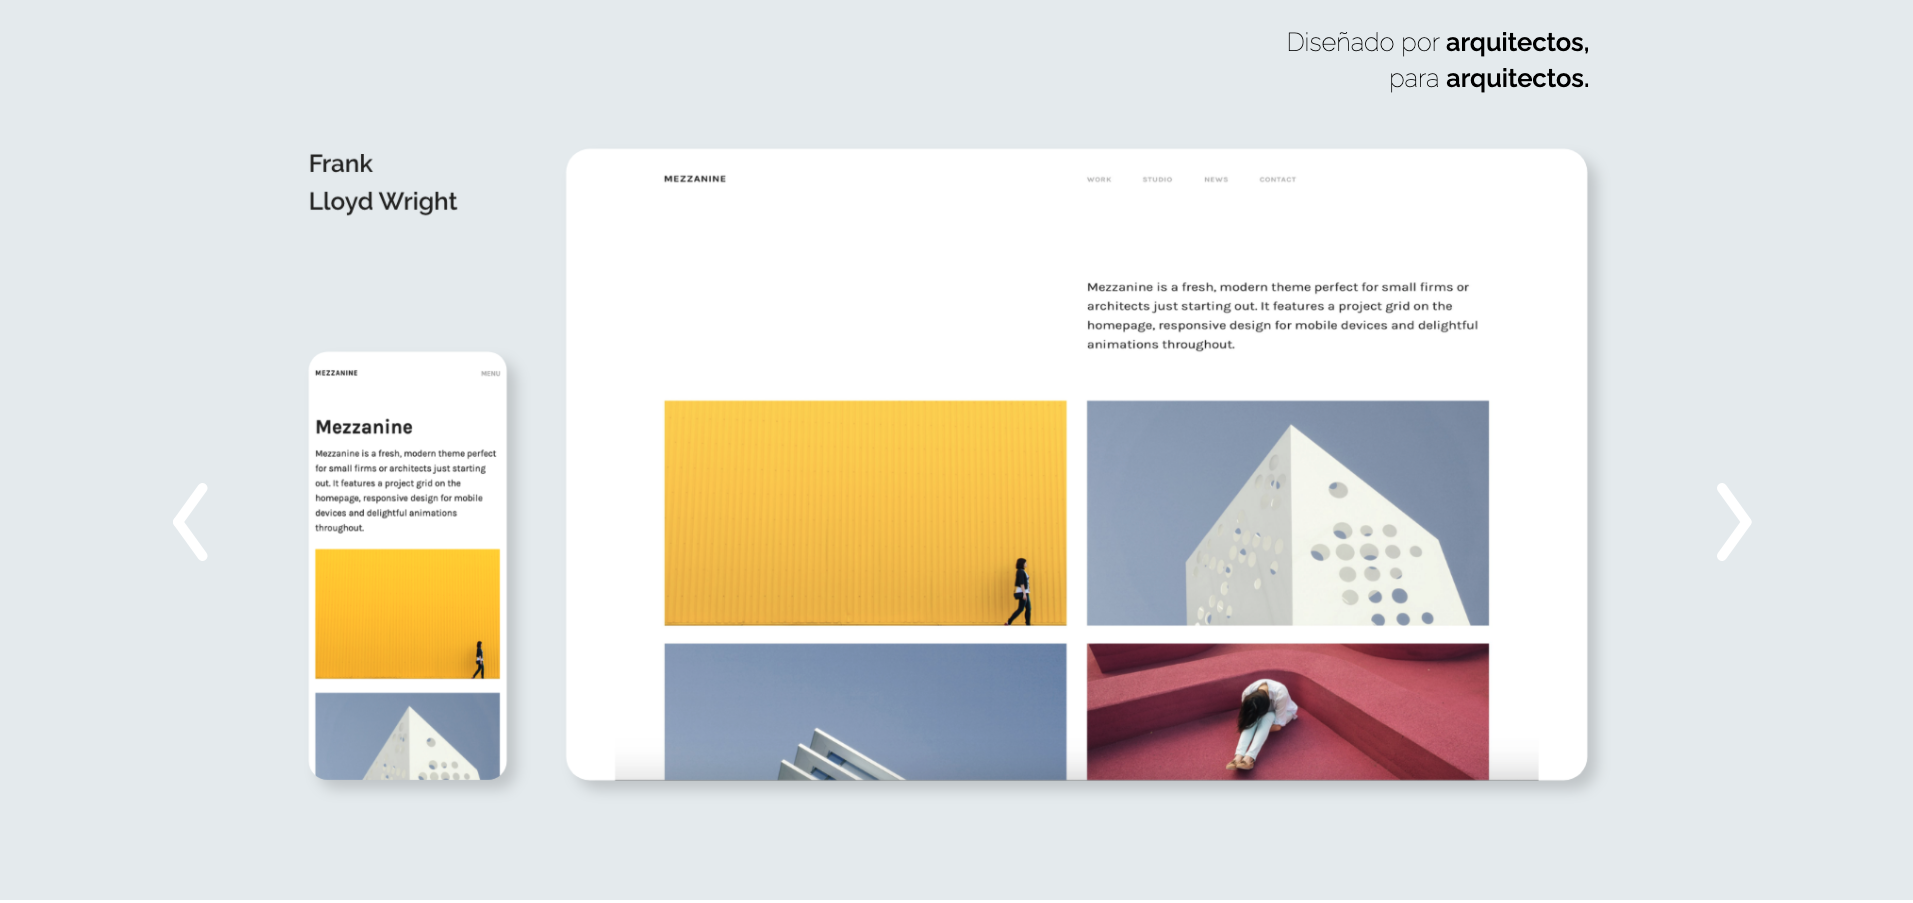 Diseñado por arquitectos,
para arquitectos.
Frank
Lloyd Wright
MEZZANINE
WORK STUDIO NEWS CONTACT
Mezzanine is a fresh, modern theme perfect for small firms or
architects just starting out. It features a project grid on the
homepage, responsive design for mobile devices and delightful
animations throughout.
MEZZANINE MENU
Mezzanine
Mezzanine is a fresh, modern theme perfect
for small firms or architects just starting
out. It features a project grid on the
homepage, responsive design for mobile
devices and delightful animations
throughout.